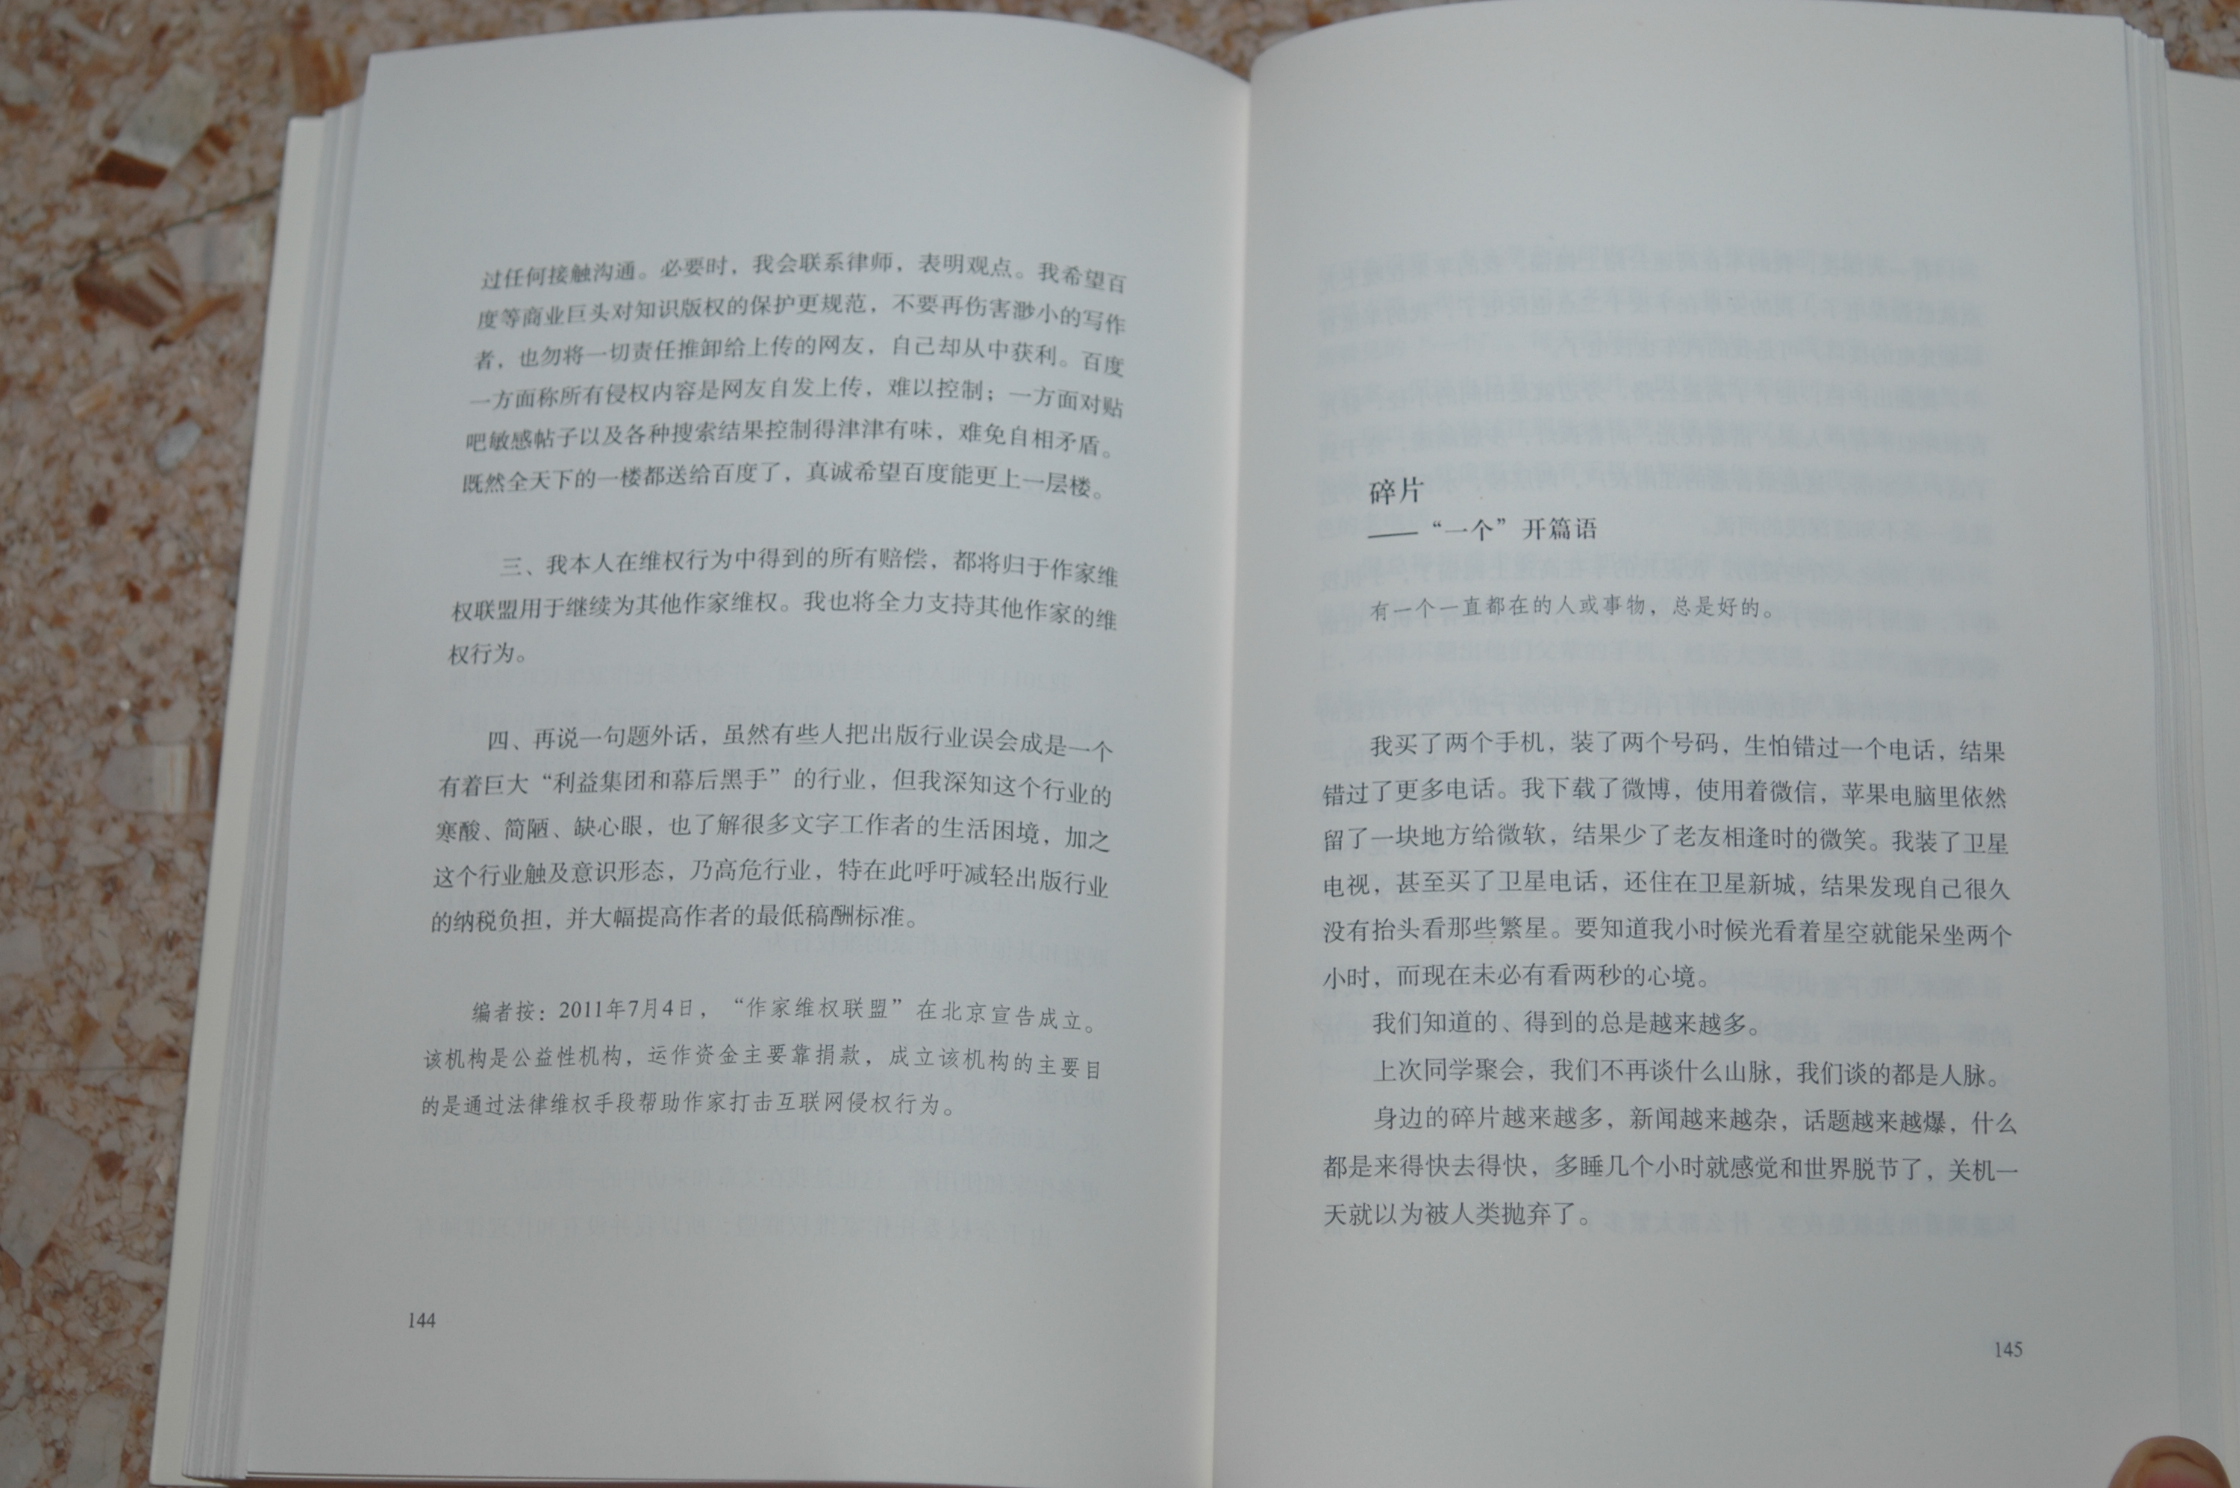 过任何接触沟通。必要时，我会联系律师，表明观点。我希望百
度等商业巨头对知识版权的保护更规范，不要再伤害渺小的写作
者，也勿将一切责任推卸给上传的网友，自己却从中获利。百度
一方面称所有侵权内容是网友自发上传，难以控制；一方面对贴
吧敏感帖子以及各种搜索结果控制得津津有味，难免自相矛盾。
既然全天下的一楼都送给百度了，真诚希望百度能更上一层楼。
三、我本人在维权行为中得到的所有赔偿，都将归于作家维
权联盟用于继续为其他作家维权。我也将全力支持其他作家的维
权行为。
四、再说一句题外话，虽然有些人把出版行业误会成是一个
有着巨大“利益集团和幕后黑手”的行业，但我深知这个行业的
寒酸、简陋、缺心眼，也了解很多文字工作者的生活困境，加之
这个行业触及意识形态，乃高危行业，特在此呼吁减轻出版行业
的纳税负担，并大幅提高作者的最低稿酬标准。
编者按：2011年7月4日，“作家维权联盟”在北京宣告成立。
该机构是公益性机构，运作资金主要靠捐款，成立该机构的主要目
的是通过法律维权手段帮助作家打击互联网侵权行为。
144
碎片
——“一个”开篇语
有一个一直都在的人或事物，总是好的。
我买了两个手机，装了两个号码，生怕错过一个电话，结果
错过了更多电话。我下载了微博，使用着微信，苹果电脑里依然
留了一块地方给微软，结果少了老友相逢时的微笑。我装了卫星
电视，甚至买了卫星电话，还住在卫星新城，结果发现自己很久
没有抬头看那些繁星。要知道我小时候光看着星空就能呆坐两个
小时，而现在未必有看两秒的心境。
我们知道的、得到的总是越来越多。
上次同学聚会，我们不再谈什么山脉，我们谈的都是人脉。
身边的碎片越来越多，新闻越来越杂，话题越来越爆，什么
都是来得快去得快，多睡几个小时就感觉和世界脱节了，关机一
天就以为被人类抛弃了。
145